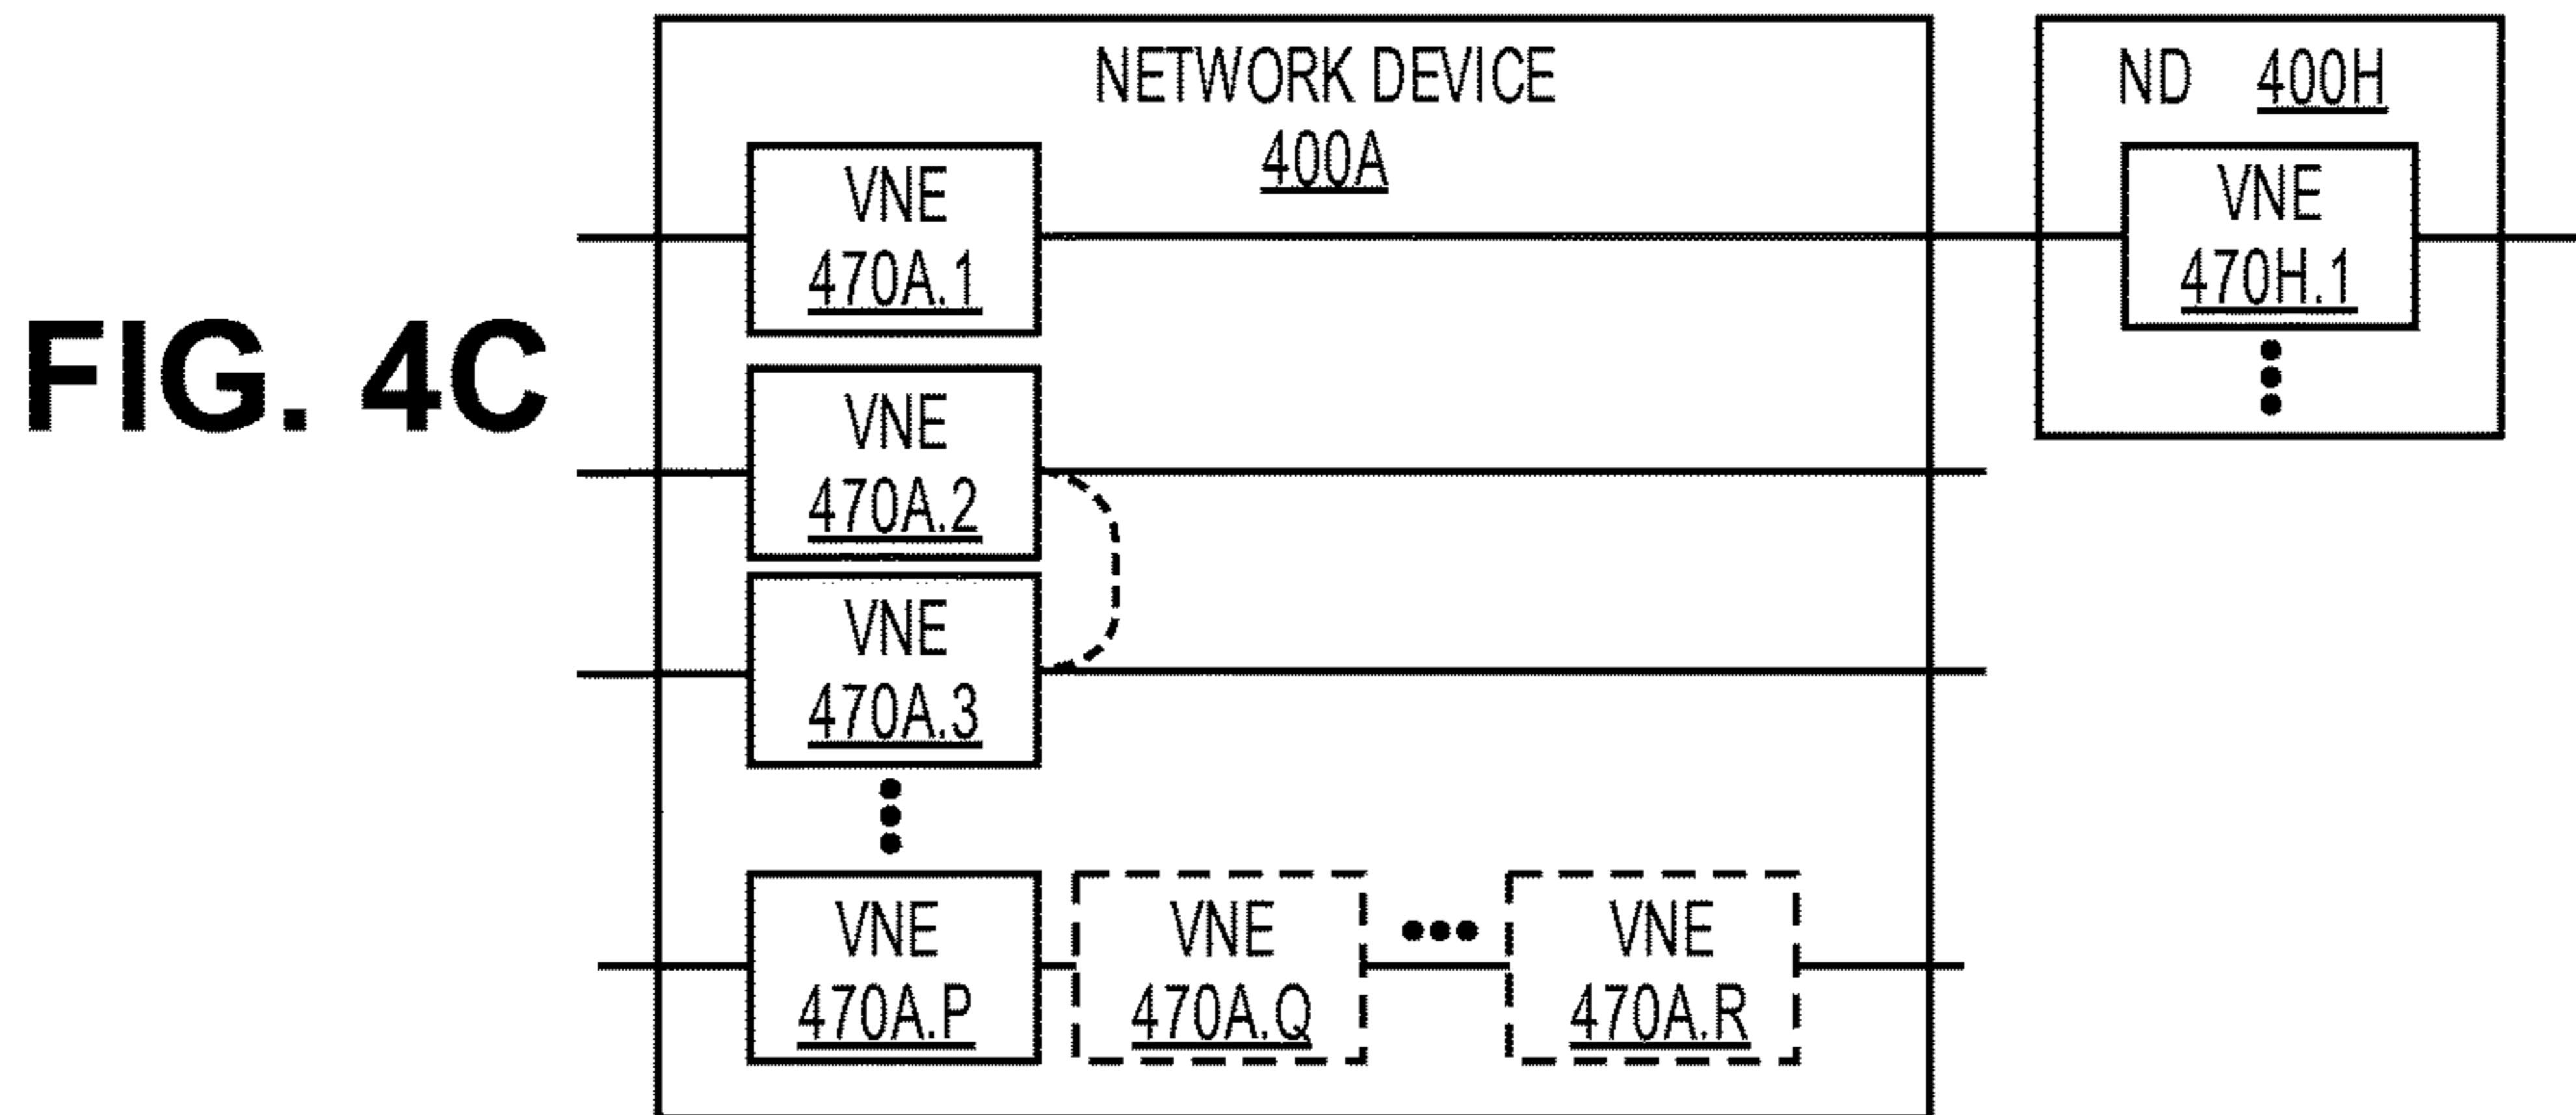 FIG. 4C
NETWORK DEVICE
400A
VNE
470A.1
VNE
470A.2
VNE
470A.3
VNE
470A.P
VNE
470A.Q
VNE
470A.R
ND 400H
VNE
470H.1